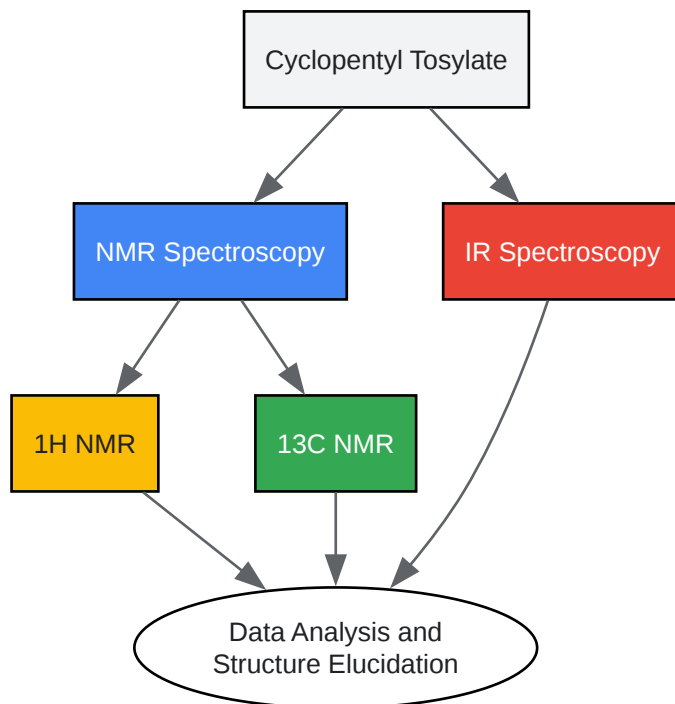 Cyclopentyl Tosylate
NMR Spectroscopy
IR Spectroscopy
1H NMR
13C NMR
Data Analysis and
Structure Elucidation